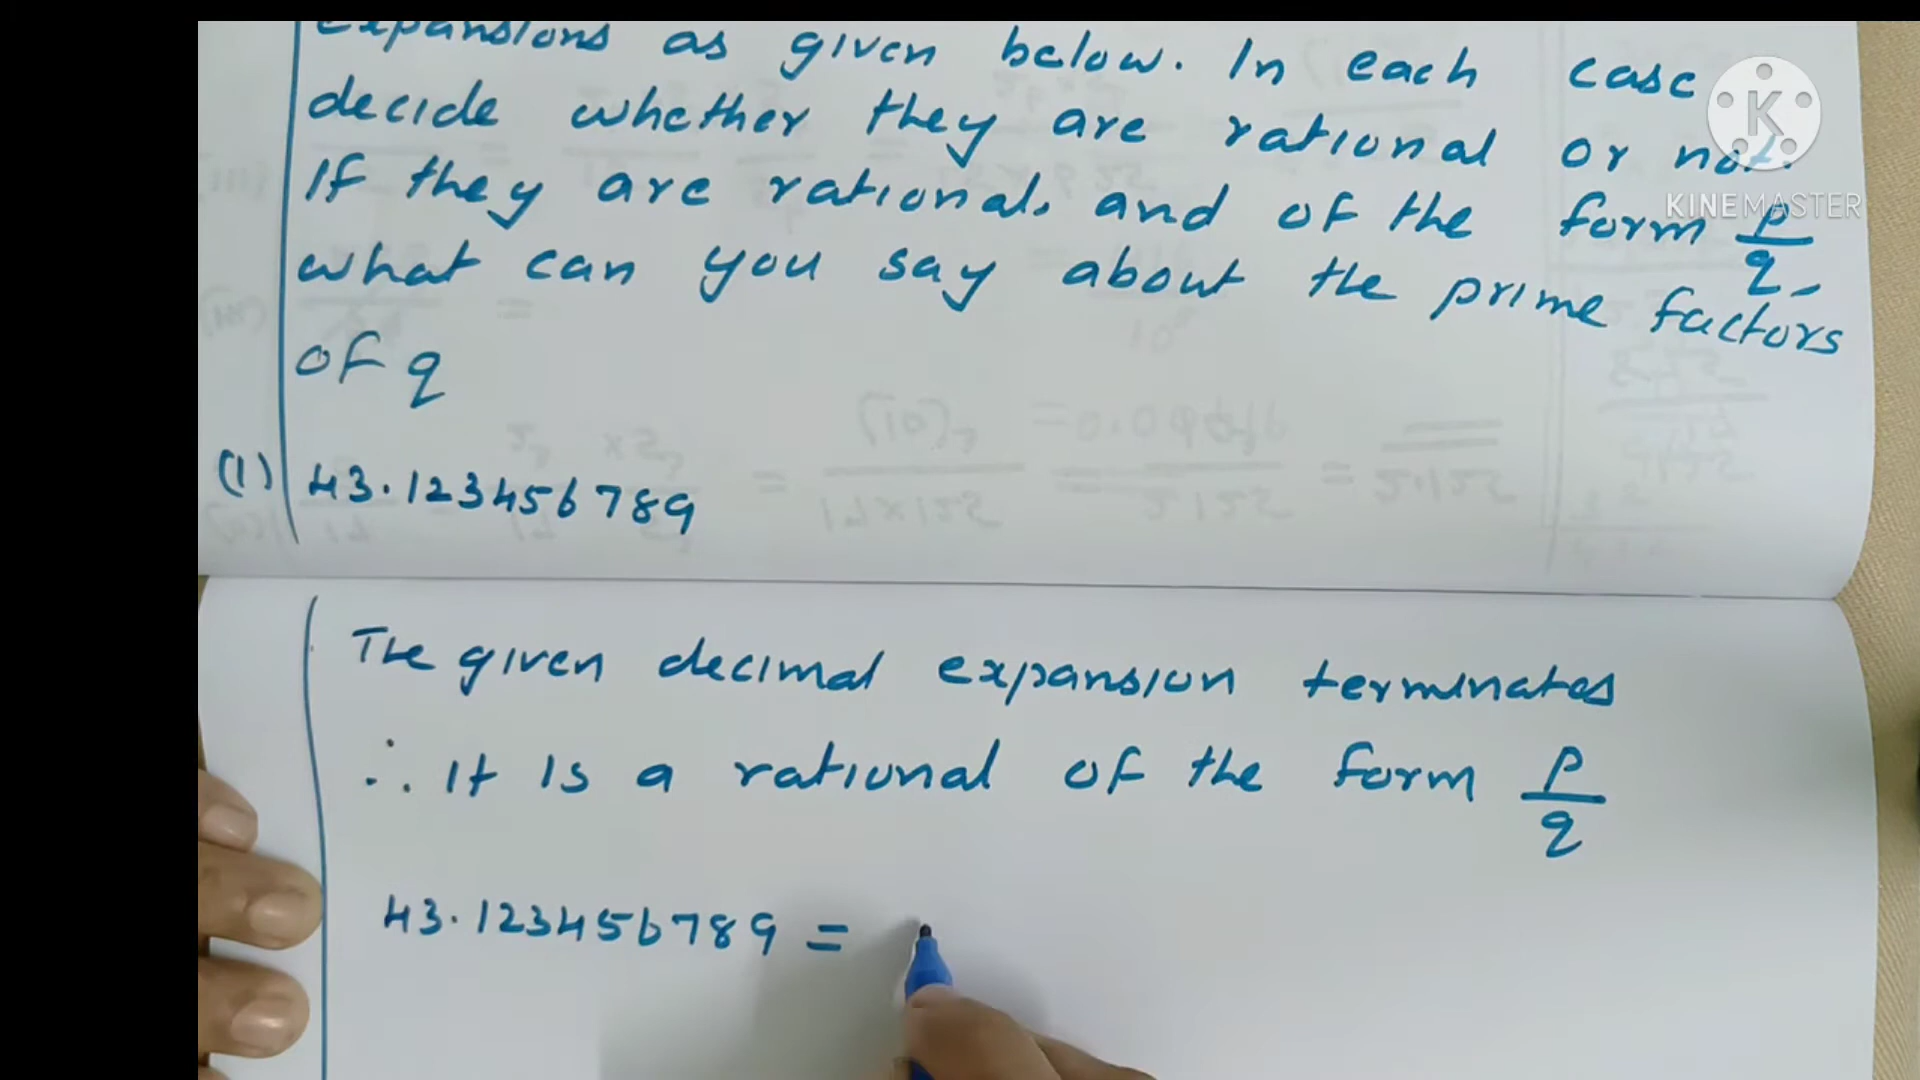 expansions as given below. In each case
decide whether they are rational or not.
If they are rational, and of the form p/q.
what can you say about the prime factors
of q
(1) 43.123456789
The given decimal expansion terminates
∴ It is a rational of the form p/q
43.123456789 =
K
KINEMASTER